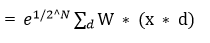 = e^{1/2^N} ∑_d W * (x * d)